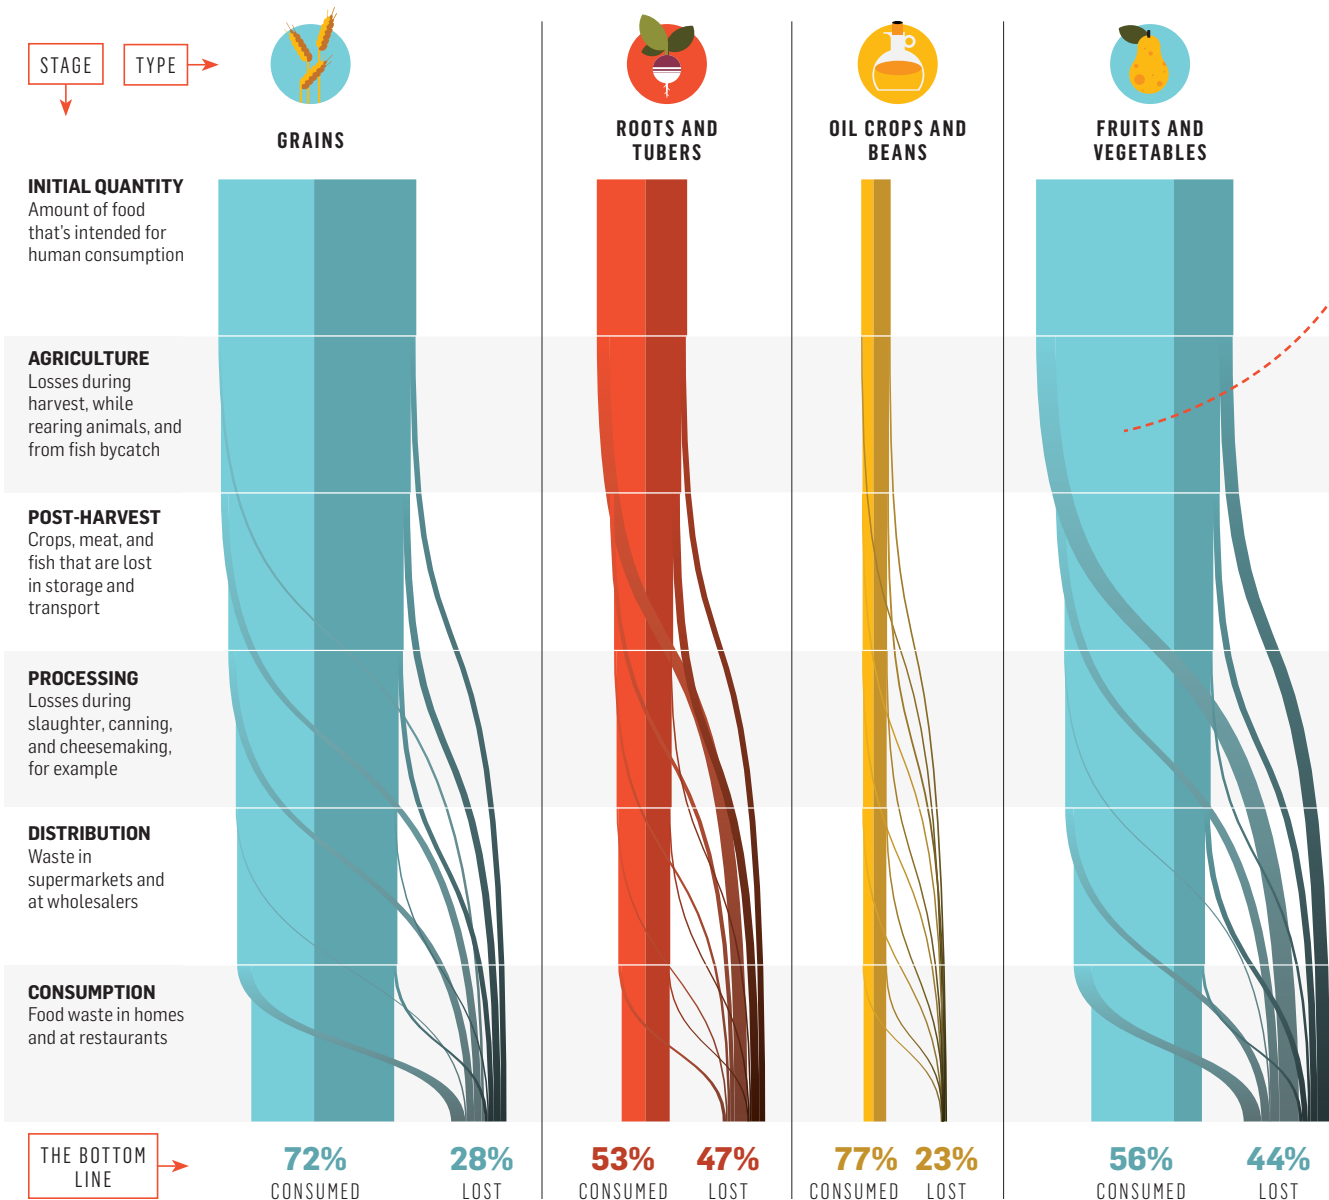 STAGE
TYPE
GRAINS
ROOTS AND
TUBERS
OIL CROPS AND
BEANS
FRUITS AND
VEGETABLES
INITIAL QUANTITY
Amount of food
that's intended for
human consumption
AGRICULTURE
Losses during
harvest, while
rearing animals, and
from fish bycatch
POST-HARVEST
Crops, meat, and
fish that are lost
in storage and
transport
PROCESSING
Losses during
slaughter, canning,
and cheesemaking,
for example
DISTRIBUTION
Waste in
supermarkets and
at wholesalers
CONSUMPTION
Food waste in homes
and at restaurants
THE BOTTOM
LINE
72%
CONSUMED
28%
LOST
53%
CONSUMED
47%
LOST
77%
CONSUMED
23%
LOST
56%
CONSUMED
44%
LOST